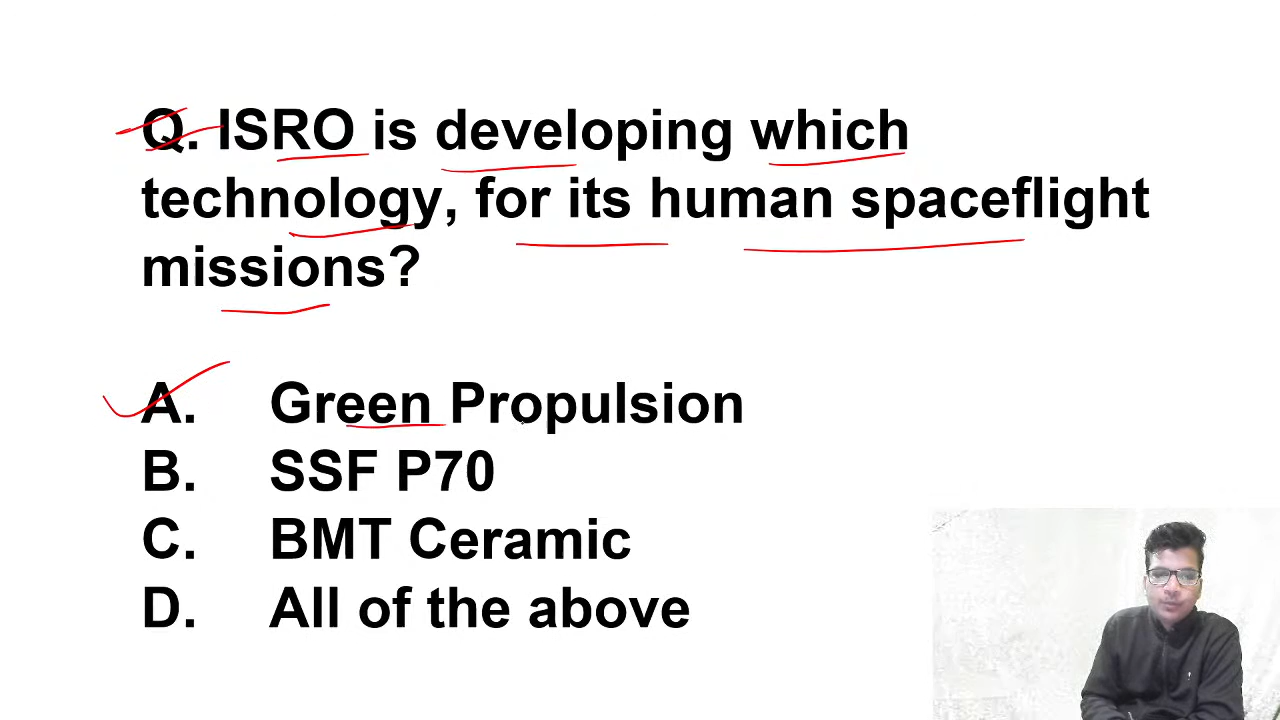 Q. ISRO is developing which
technology, for its human spaceflight
missions?
A. Green Propulsion
B. SSF P70
C. BMT Ceramic
D. All of the above